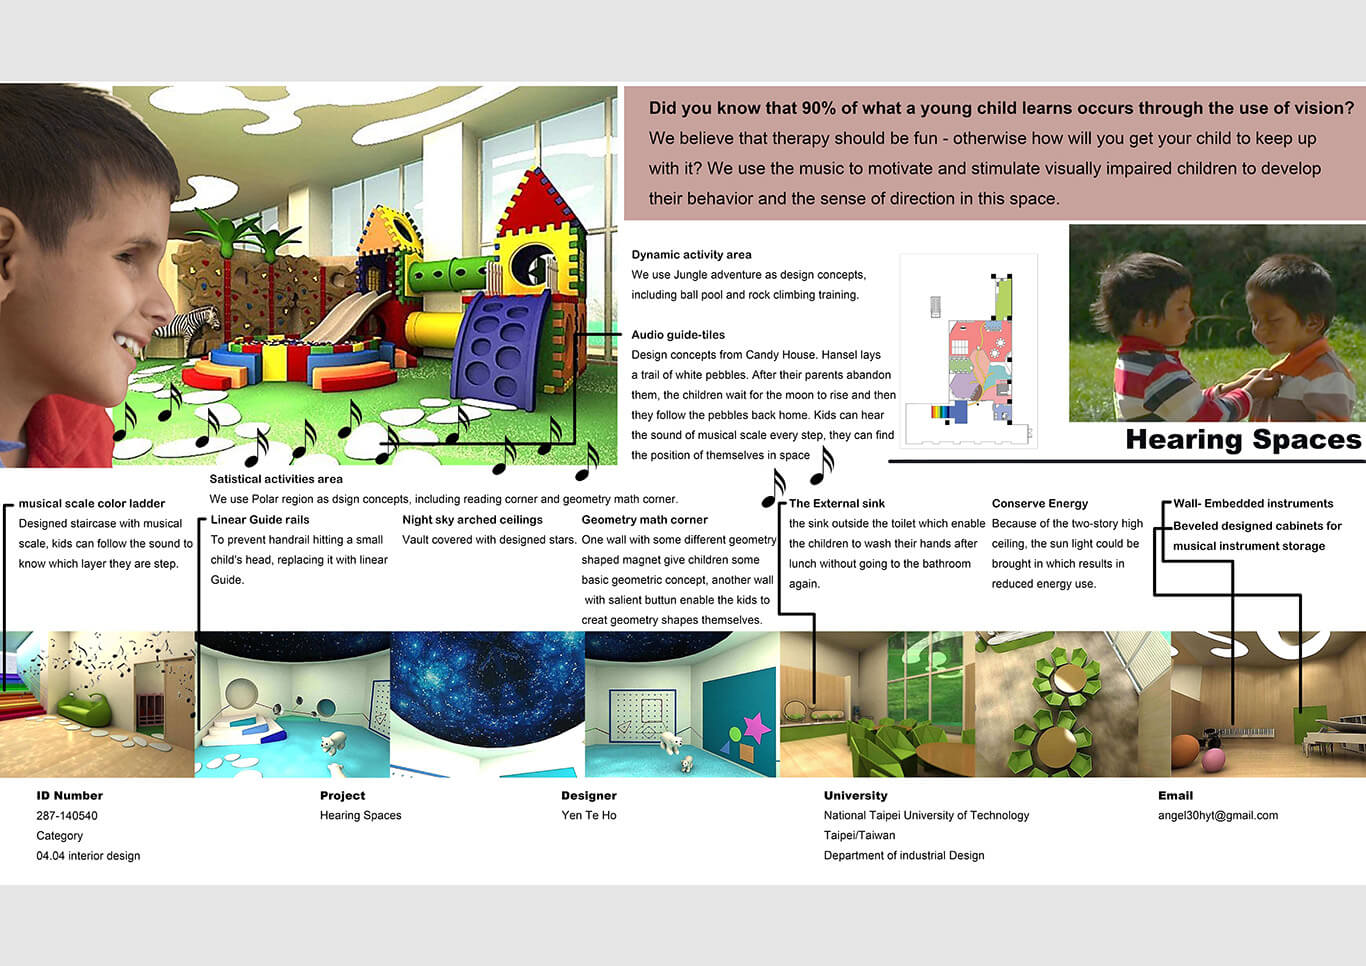 Did you know that 90% of what a young child learns occurs through the use of vision?
We believe that therapy should be fun - otherwise how will you get your child to keep up
with it? We use the music to motivate and stimulate visually impaired children to develop
their behavior and the sense of direction in this space.
Dynamic activity area
We use Jungle adventure as design concepts,
including ball pool and rock climbing training.
Audio guide-tiles
Design concepts from Candy House. Hansel lays
a trail of white pebbles. After their parents abandon
them, the children wait for the moon to rise and then
they follow the pebbles back home. Kids can hear
the sound of musical scale every step, they can find
the position of themselves in space
Hearing Spaces
Satistical activities area
We use Polar region as dsign concepts, including reading corner and geometry math corner.
musical scale color ladder
Designed staircase with musical
scale, kids can follow the sound to
know which layer they are step.
Linear Guide rails
To prevent handrail hitting a small
child's head, replacing it with linear
Guide.
Night sky arched ceilings
Vault covered with designed stars.
Geometry math corner
One wall with some different geometry
shaped magnet give children some
basic geometric concept, another wall
with salient buttun enable the kids to
creat geometry shapes themselves.
The External sink
the sink outside the toilet which enable
the children to wash their hands after
lunch without going to the bathroom
again.
Conserve Energy
Because of the two-story high
ceiling, the sun light could be
brought in which results in
reduced energy use.
Wall- Embedded instruments
Beveled designed cabinets for
musical instrument storage
ID Number
287-140540
Category
04.04 interior design
Project
Hearing Spaces
Designer
Yen Te Ho
University
National Taipei University of Technology
Taipei/Taiwan
Department of industrial Design
Email
angel30hyt@gmail.com